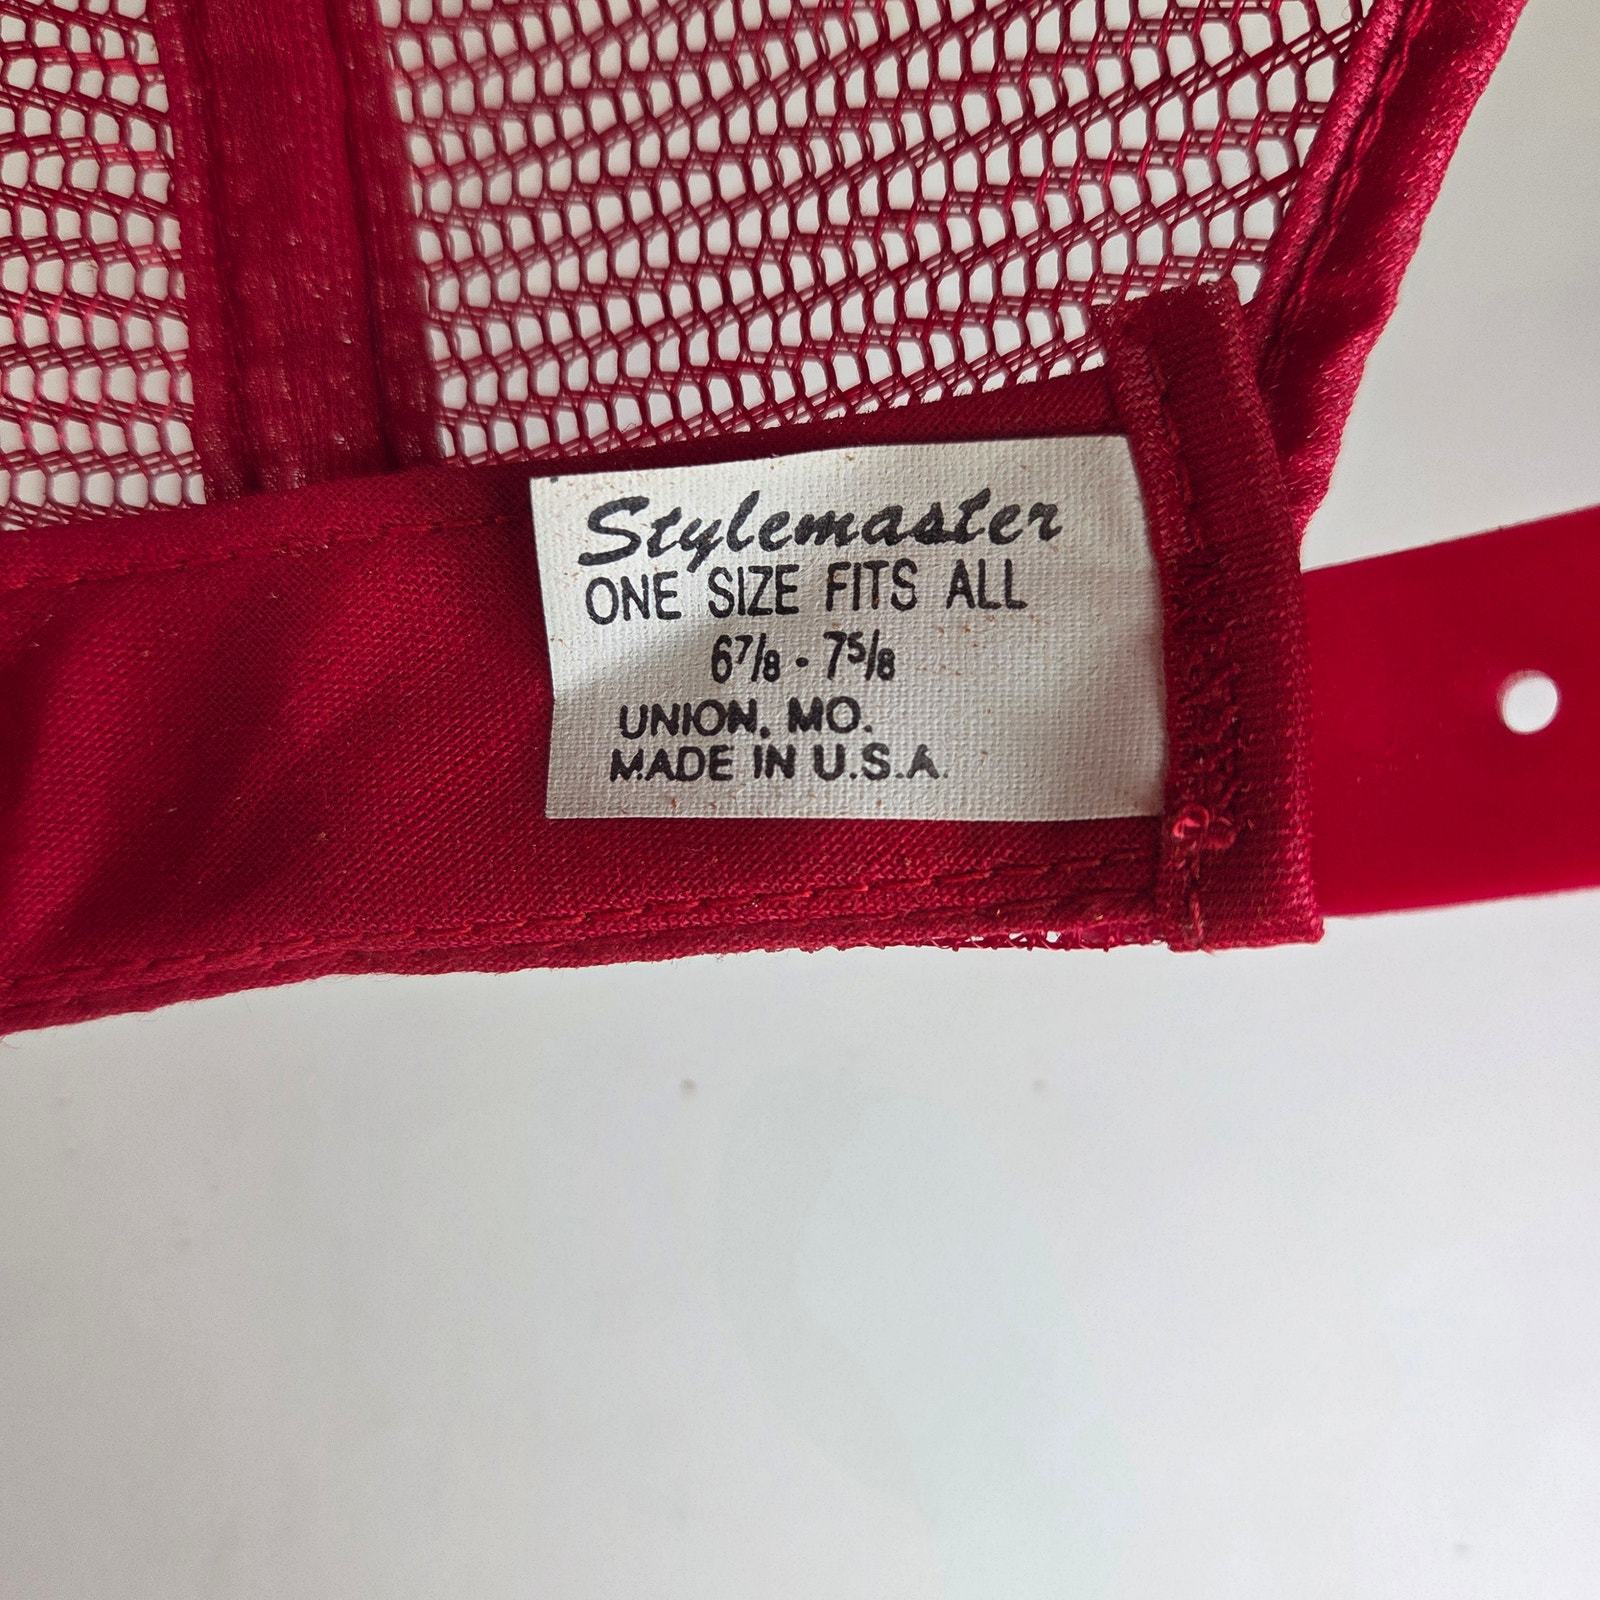 Stylemaster
ONE SIZE FITS ALL
6⅞ - 7⅝
UNION, MO.
MADE IN U.S.A.